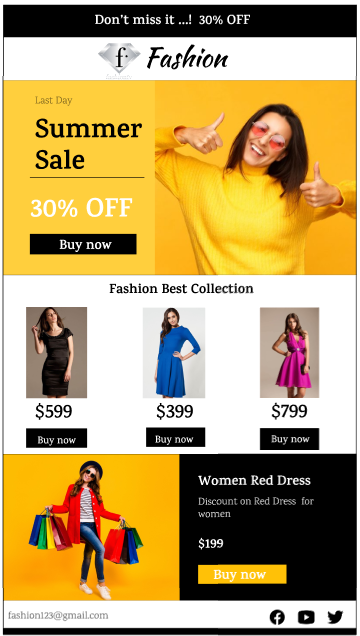 Don't miss it ...! 30% OFF
f
Fashion
Last Day
Summer
Sale
30% OFF
Buy now
Fashion Best Collection
$599
$399
$799
Buy now
Buy now
Buy now
Women Red Dress
Discount on Red Dress for
women
$199
Buy now
fashion123@gmail.com